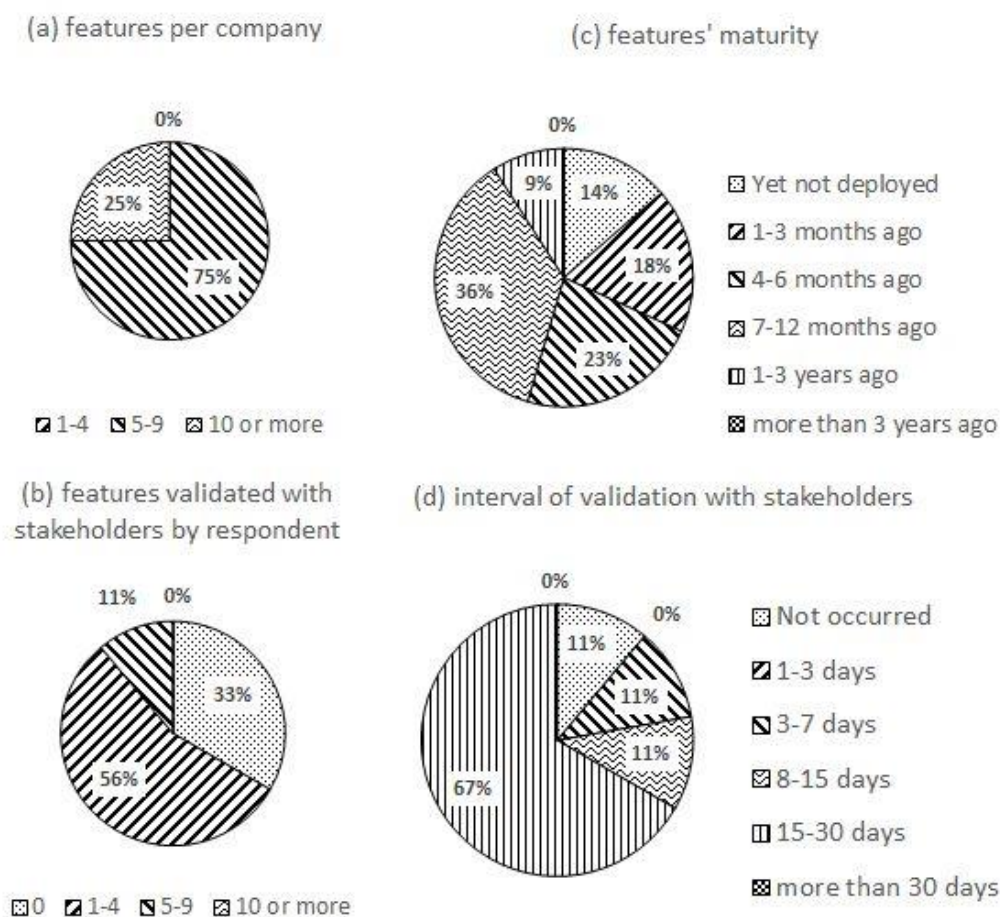 (a) features per company
0%
25%
75%
1-4 5-9 10 or more
(b) features validated with
stakeholders by respondent
11% 0%
33%
56%
0 1-4 5-9 10 or more
(c) features' maturity
0%
9% 14%
18%
36%
23%
Yet not deployed
1-3 months ago
4-6 months ago
7-12 months ago
1-3 years ago
more than 3 years ago
(d) interval of validation with stakeholders
0%
0%
11%
11%
11%
67%
Not occurred
1-3 days
3-7 days
8-15 days
15-30 days
more than 30 days